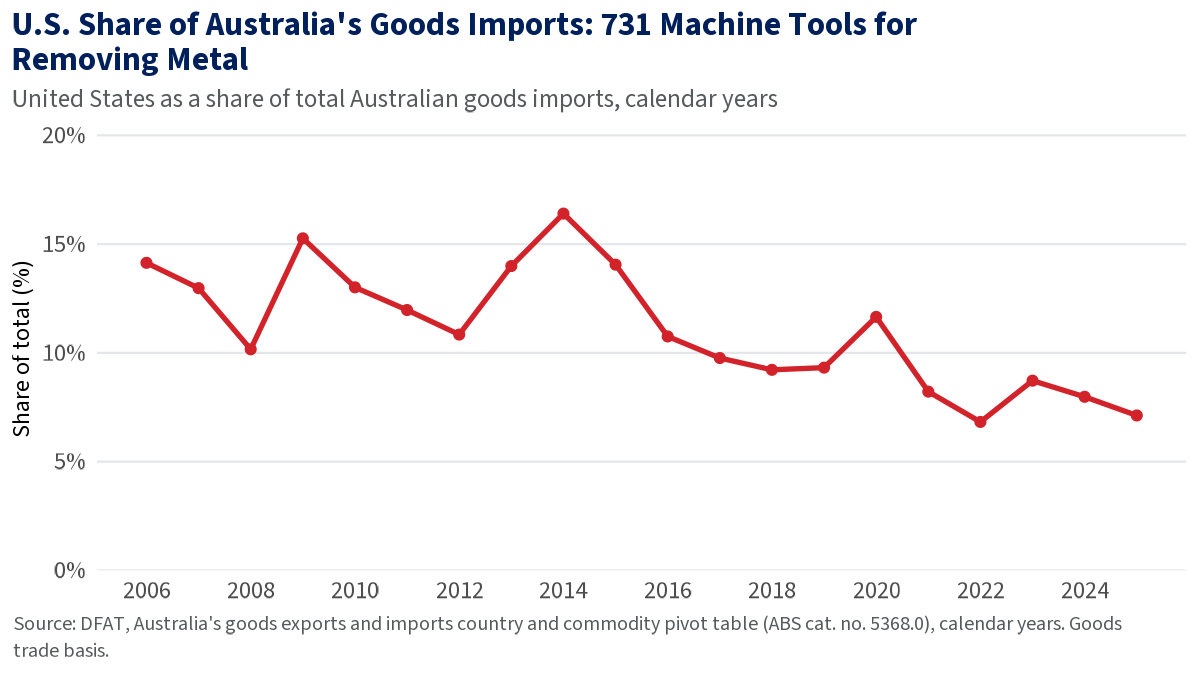 U.S. Share of Australia's Goods Imports: 731 Machine Tools for
Removing Metal
United States as a share of total Australian goods imports, calendar years
Share of total (%)
20%
15%
10%
5%
0%
2006 2008 2010 2012 2014 2016 2018 2020 2022 2024
Source: DFAT, Australia's goods exports and imports country and commodity pivot table (ABS cat. no. 5368.0), calendar years. Goods
trade basis.